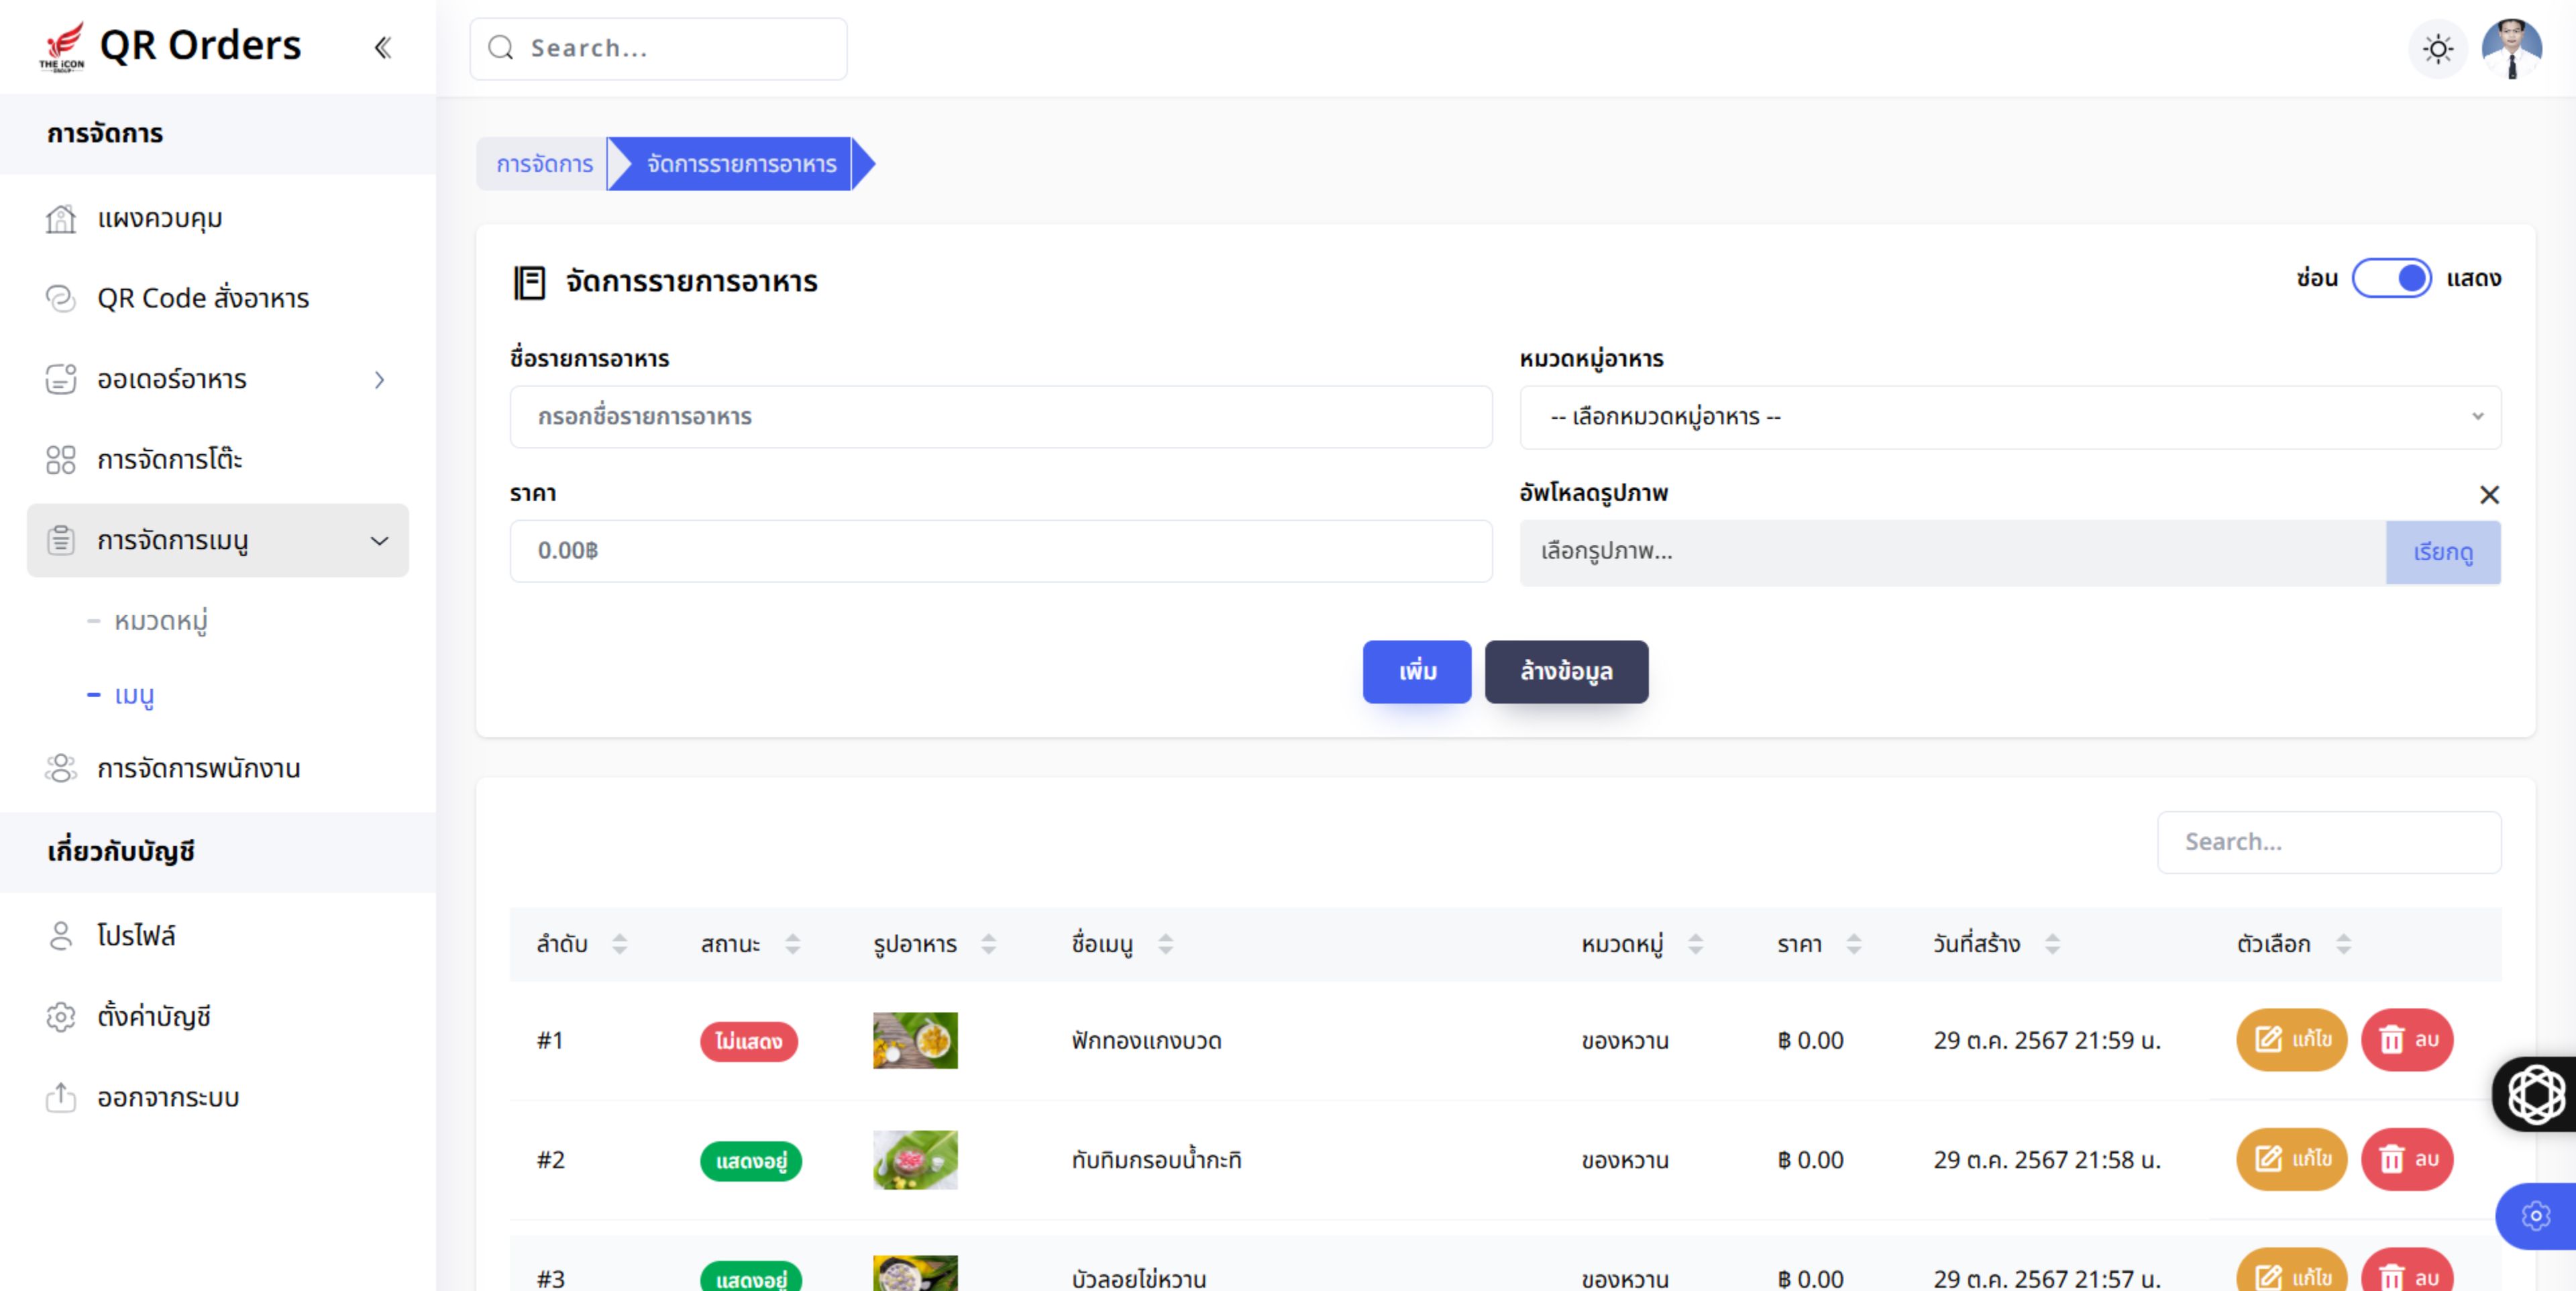 THE iCON
GROUP
QR Orders
Search...
การจัดการ
แผงควบคุม
QR Code สั่งอาหาร
ออเดอร์อาหาร
การจัดการโต๊ะ
การจัดการเมนู
หมวดหมู่
เมนู
การจัดการพนักงาน
เกี่ยวกับบัญชี
โปรไฟล์
ตั้งค่าบัญชี
ออกจากระบบ
การจัดการ จัดการรายการอาหาร
จัดการรายการอาหาร
ซ่อน แสดง
ชื่อรายการอาหาร
กรอกชื่อรายการอาหาร
หมวดหมู่อาหาร
-- เลือกหมวดหมู่อาหาร --
ราคา
0.00฿
อัพโหลดรูปภาพ
เลือกรูปภาพ... เรียกดู
เพิ่ม ล้างข้อมูล
Search...
ลำดับ สถานะ รูปอาหาร ชื่อเมนู หมวดหมู่ ราคา วันที่สร้าง ตัวเลือก
#1 ไม่แสดง ฟักทองแกงบวด ของหวาน ฿ 0.00 29 ต.ค. 2567 21:59 น. แก้ไข ลบ
#2 แสดงอยู่ ทับทิมกรอบน้ำกะทิ ของหวาน ฿ 0.00 29 ต.ค. 2567 21:58 น. แก้ไข ลบ
#3 แสดงอยู่ บัวลอยไข่หวาน ของหวาน ฿ 0.00 29 ต.ค. 2567 21:57 น. แก้ไข ลบ